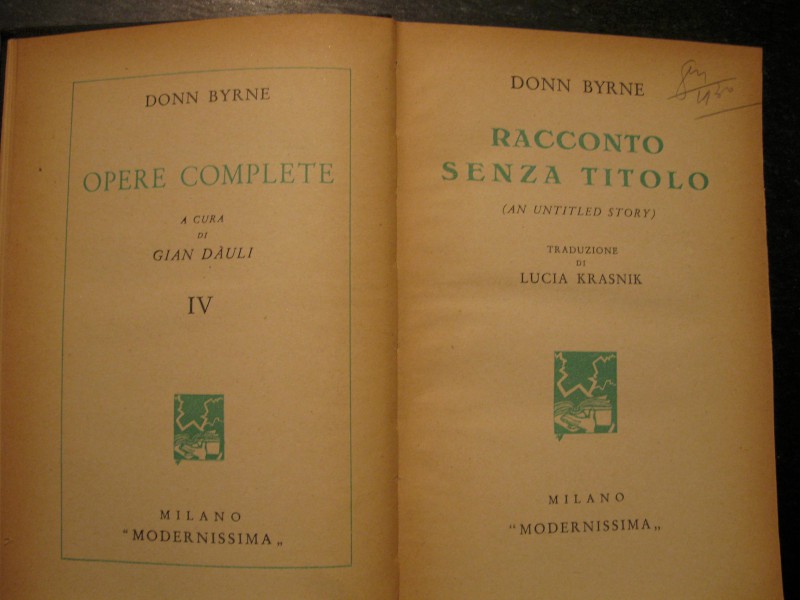 DONN BYRNE
OPERE COMPLETE
A CURA
DI
GIAN DÀULI
IV
MILANO
"MODERNISSIMA„
DONN BYRNE
RACCONTO
SENZA TITOLO
(AN UNTITLED STORY)
TRADUZIONE
DI
LUCIA KRASNIK
MILANO
"MODERNISSIMA„